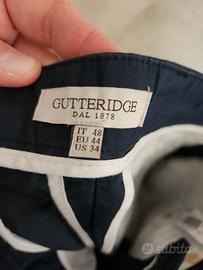 GUTTERIDGE
DAL 1878
IT 48
EU 44
US 34
subito